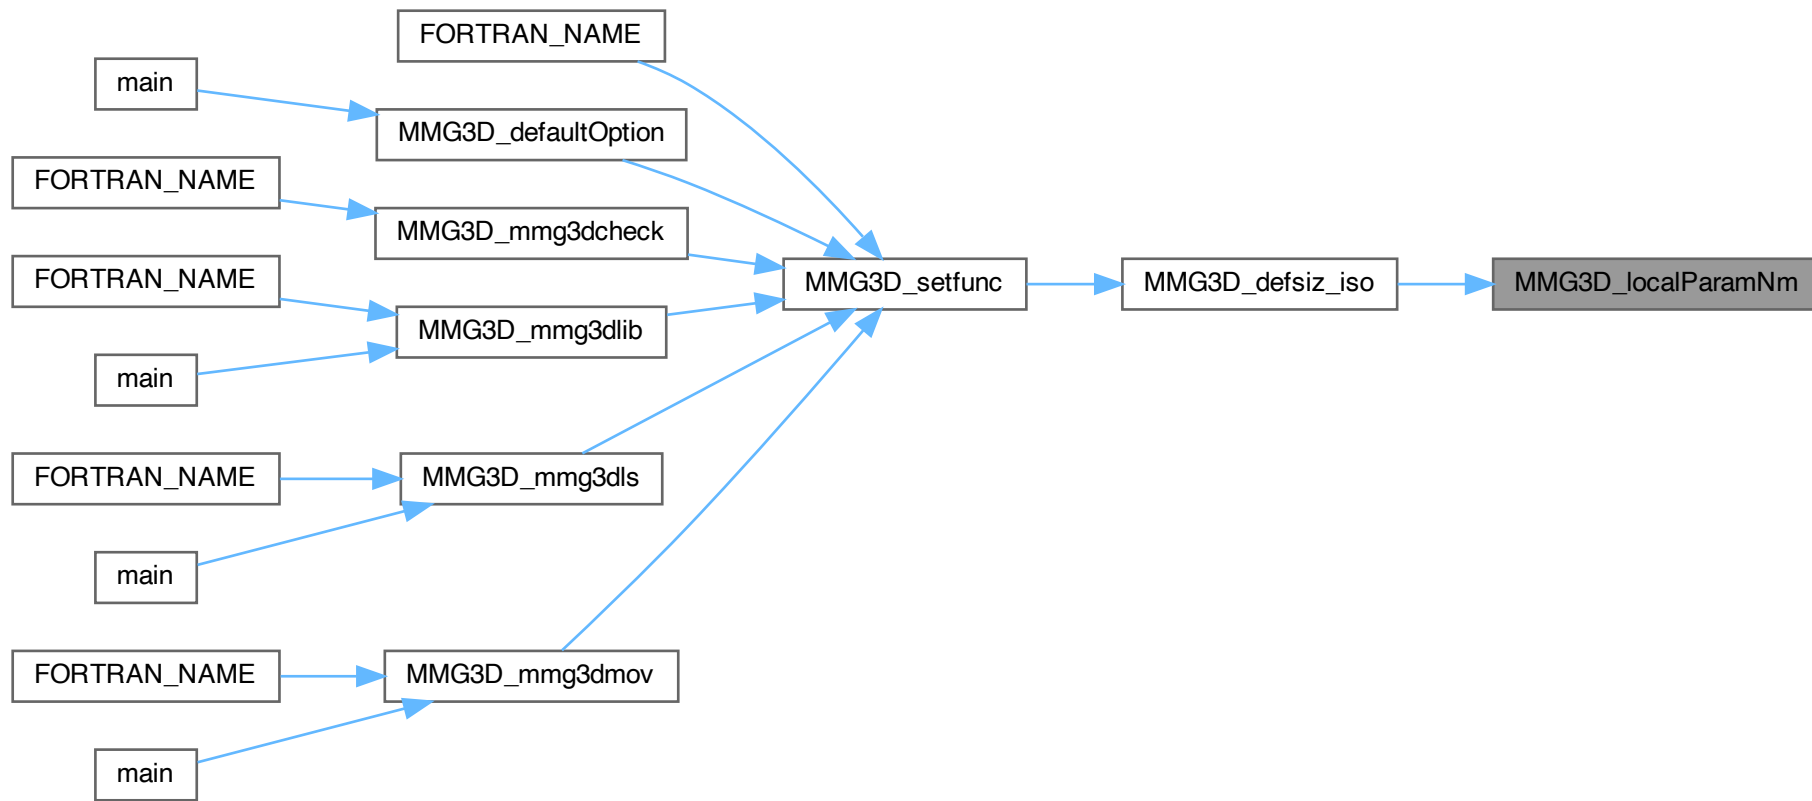 FORTRAN_NAME
main
MMG3D_defaultOption
FORTRAN_NAME
MMG3D_mmg3dcheck
FORTRAN_NAME
MMG3D_setfunc
MMG3D_defsiz_iso
MMG3D_localParamNm
MMG3D_mmg3dlib
main
FORTRAN_NAME
MMG3D_mmg3dls
main
FORTRAN_NAME
MMG3D_mmg3dmov
main